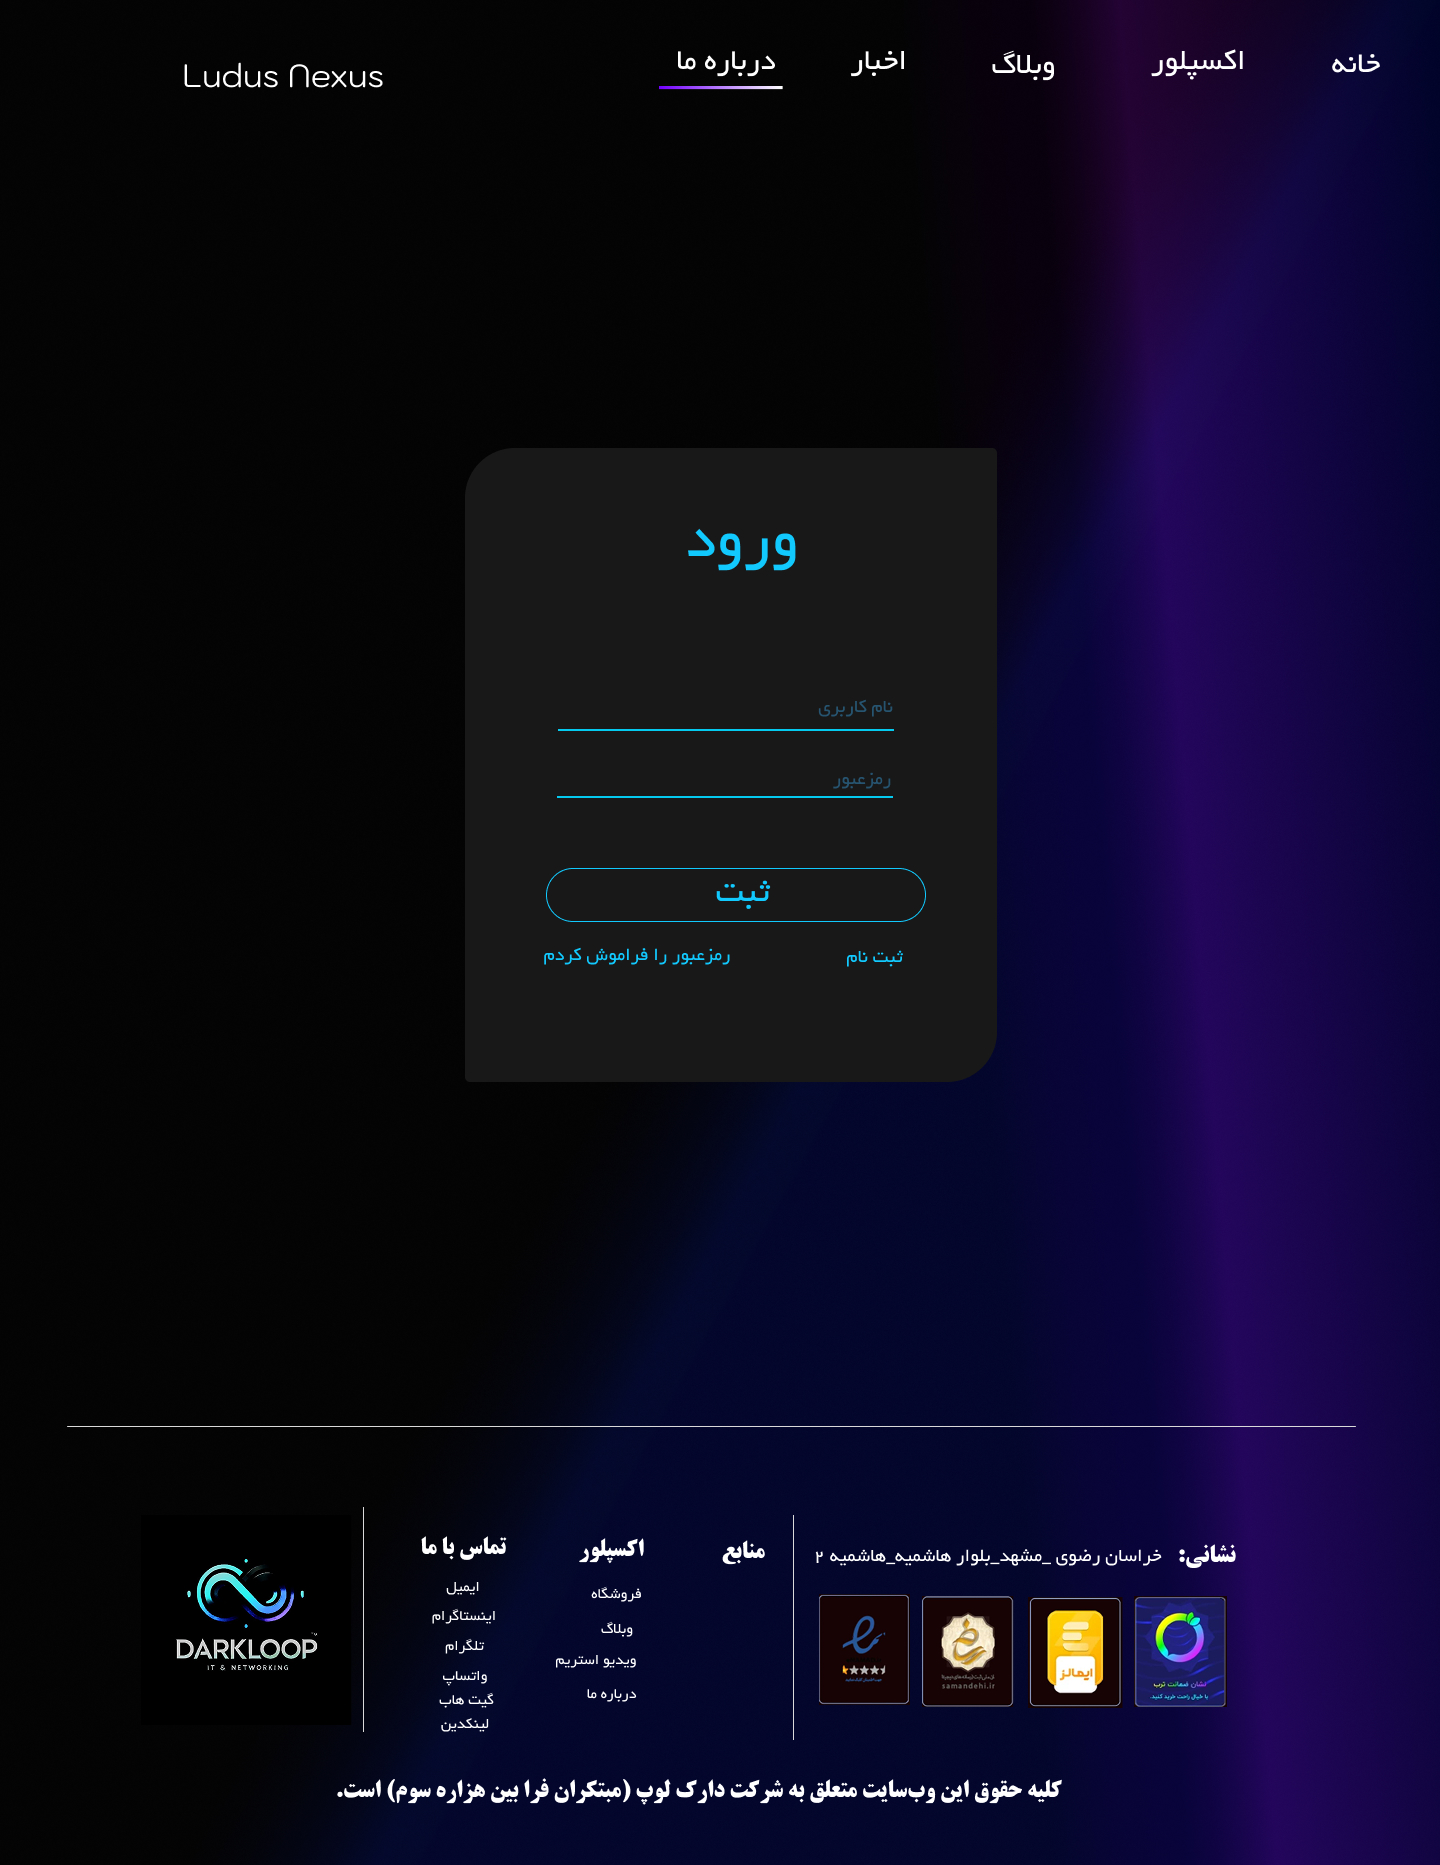 خانه
اکسپلور
وبلاگ
اخبار
درباره ما
Ludus Nexus
ورود
نام کاربری
رمزعبور
ثبت
ثبت نام
رمزعبور را فراموش کردم
نشانی: خراسان رضوی _مشهد_بلوار هاشمیه_هاشمیه ۲
نشان ضمانت ترب
با خیال راحت خرید کنید.
ایمالز
samandehi.ir
منابع
اکسپلور
فروشگاه
وبلاگ
ویدیو استریم
درباره ما
تماس با ما
ایمیل
اینستاگرام
تلگرام
واتساپ
گیت هاب
لینکدین
DARKLOOP™
IT & NETWORKING
کلیه حقوق این وب‌سایت متعلق به شرکت دارک لوپ (مبتکران فرا بین هزاره سوم) است.